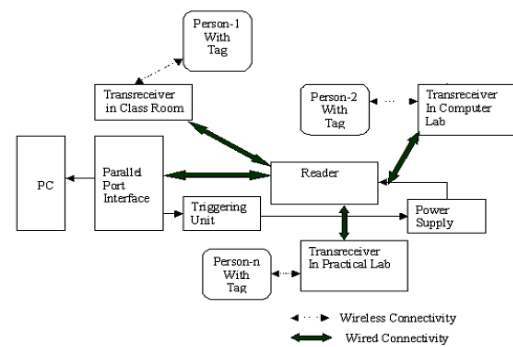 Person-1
With
Tag
Transreceiver
in Class Room
Person-2
With
Tag
Transreceiver
In Computer
Lab
PC
Parallel
Port
Interface
Reader
Triggering
Unit
Power
Supply
Person-n
With
Tag
Transreceiver
In Practical Lab
Wireless Connectivity
Wired Connectivity